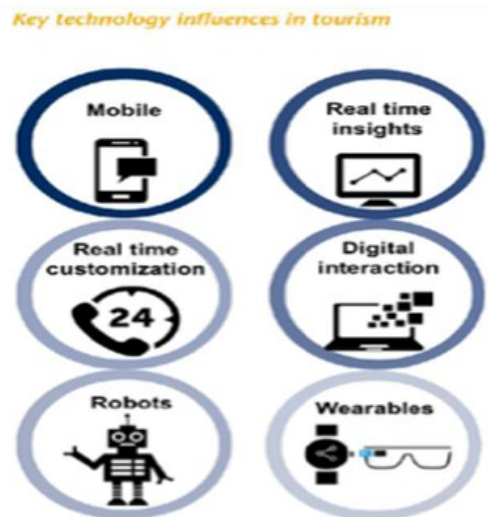 Key technology influences in tourism
Mobile
Real time
insights
Real time
customization
24
Digital
interaction
Robots
Wearables